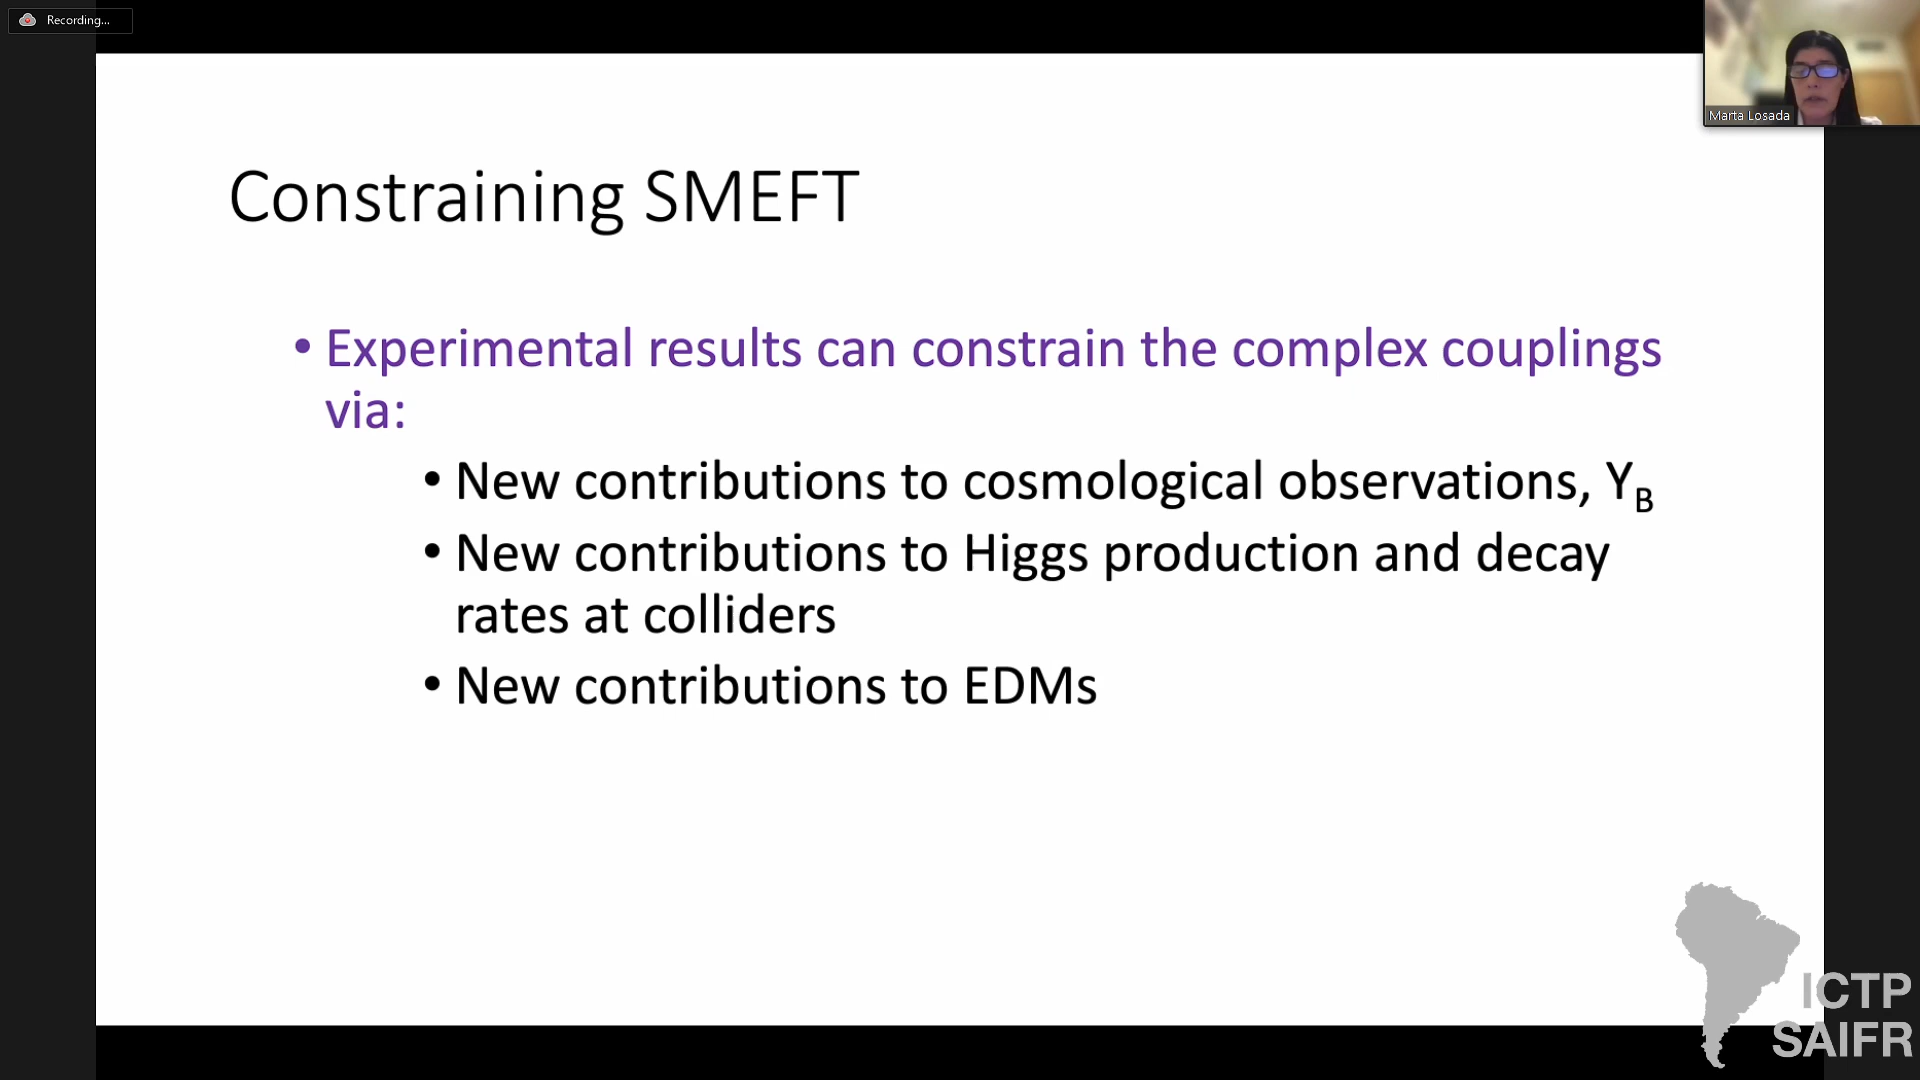 Recording...
Marta Losada
Constraining SMEFT
• Experimental results can constrain the complex couplings
via:
• New contributions to cosmological observations, Y_B
• New contributions to Higgs production and decay
rates at colliders
• New contributions to EDMs
ICTP
SAIFR